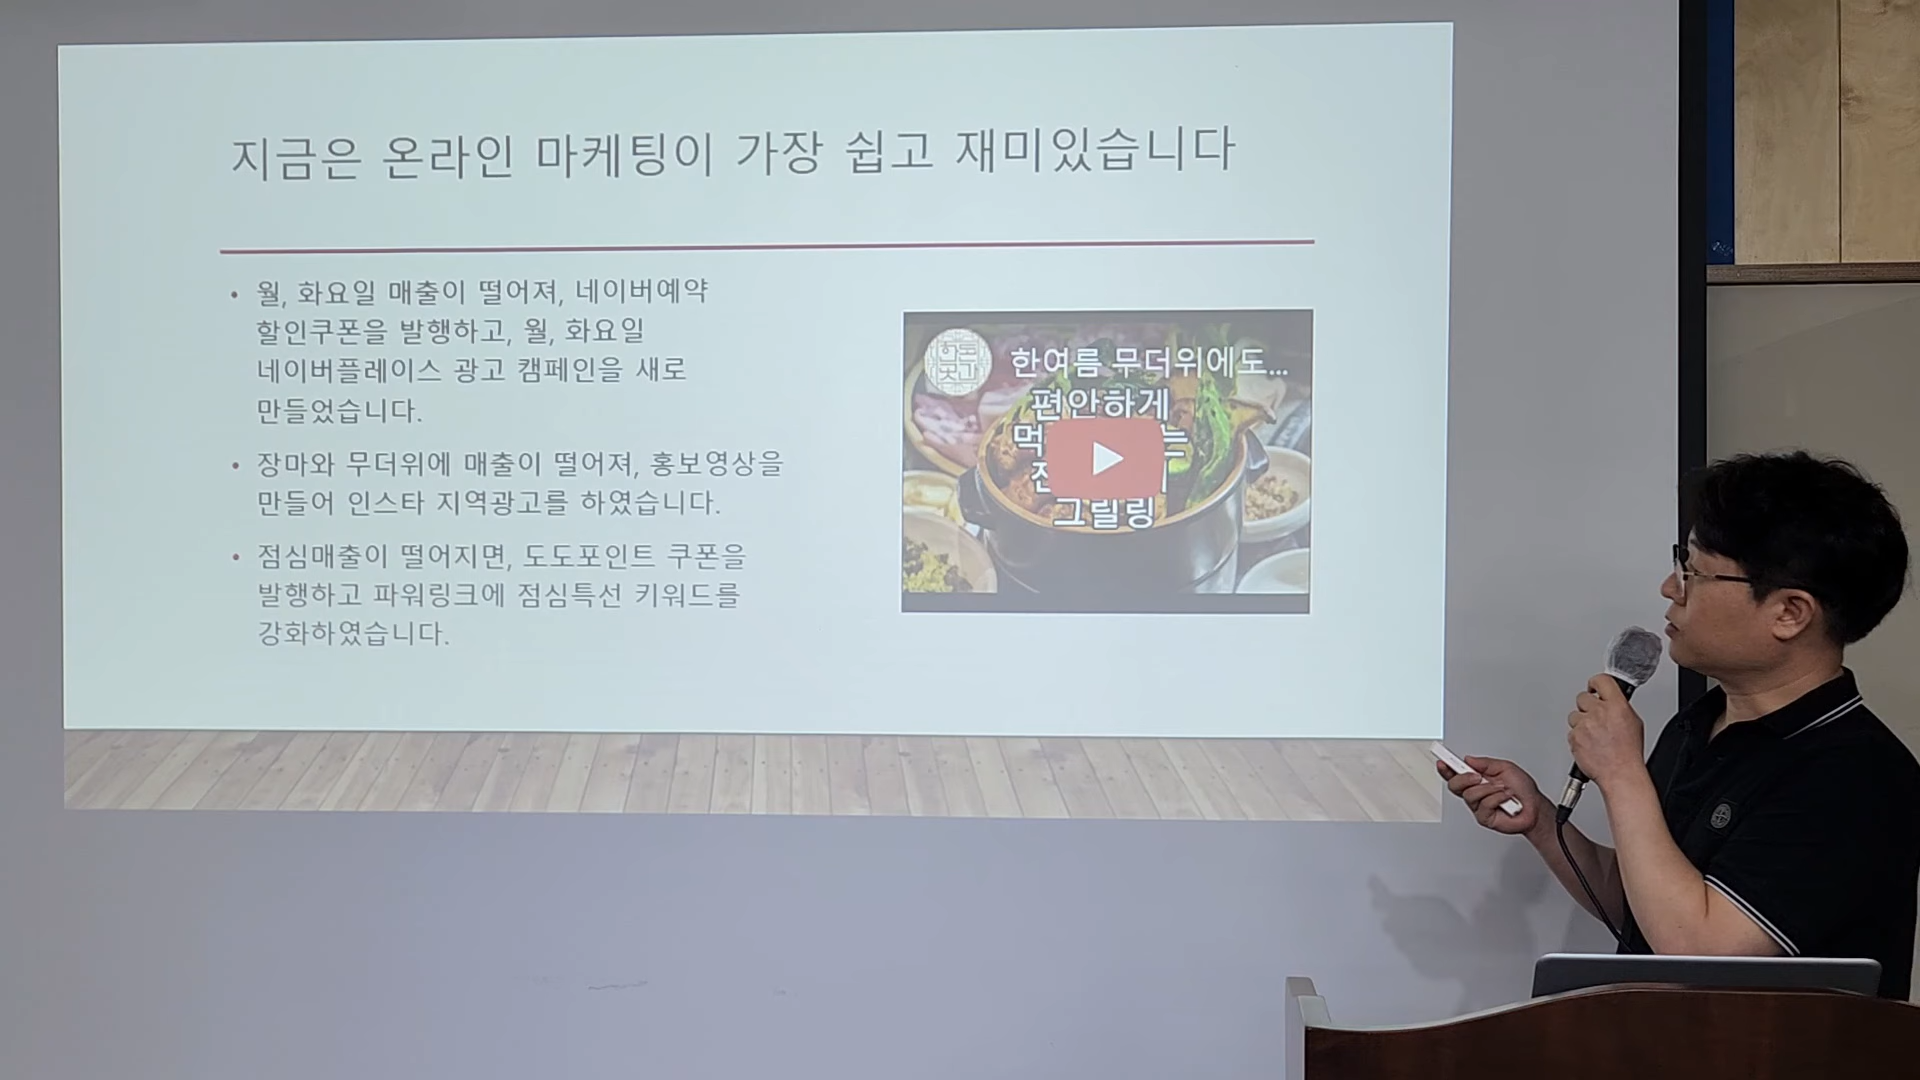 지금은 온라인 마케팅이 가장 쉽고 재미있습니다
• 월, 화요일 매출이 떨어져, 네이버예약
할인쿠폰을 발행하고, 월, 화요일
네이버플레이스 광고 캠페인을 새로
만들었습니다.
• 장마와 무더위에 매출이 떨어져, 홍보영상을
만들어 인스타 지역광고를 하였습니다.
• 점심매출이 떨어지면, 도도포인트 쿠폰을
발행하고 파워링크에 점심특선 키워드를
강화하였습니다.
한여름 무더위에도...
편안하게
그릴링